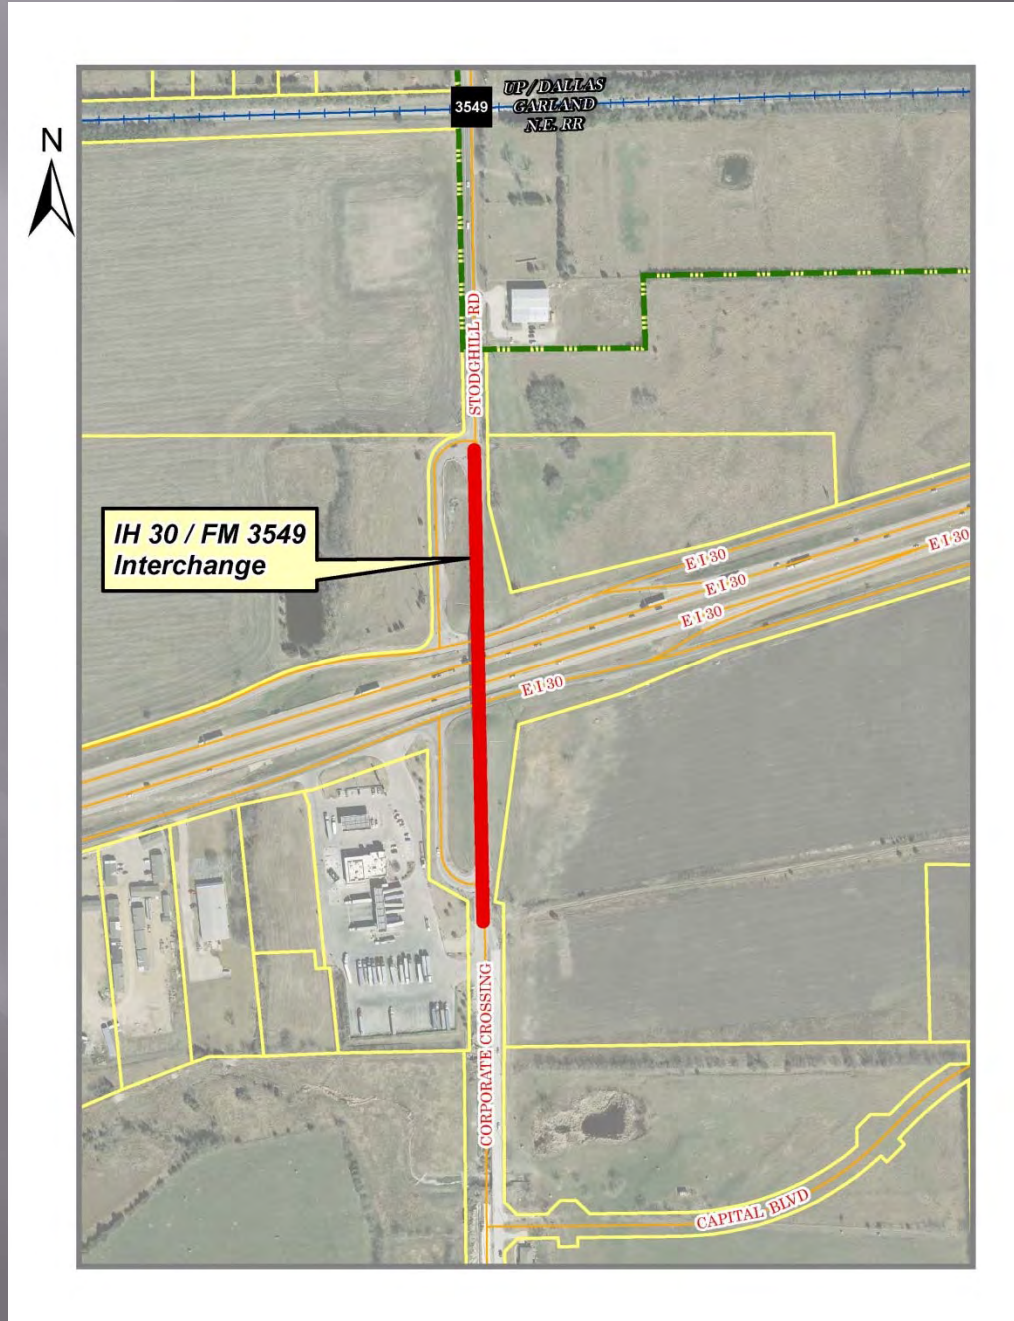 UP/DALLAS
GARLAND
N.E. RR
3549
N
STODGHILL RD
IH 30 / FM 3549
Interchange
E I 30
E I 30
E I 30
E I 30
E I 30
CORPORATE CROSSING
CAPITAL BLVD